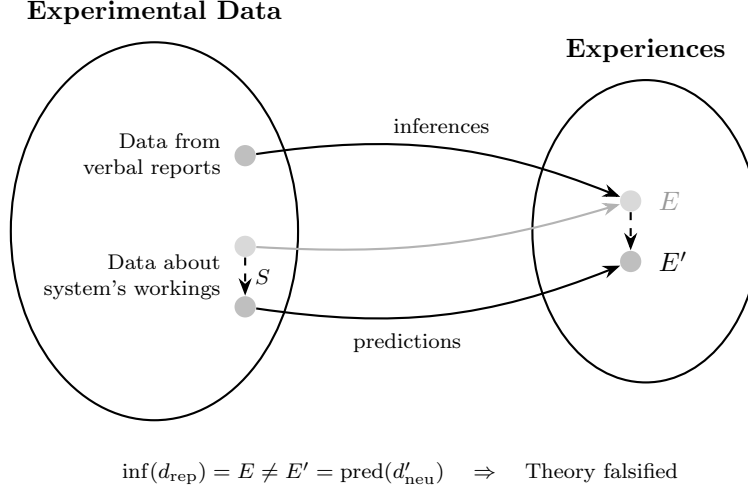 Experimental Data
Experiences
inferences
Data from
verbal reports
E
Data about
system's workings
S
E′
predictions
inf(d_rep) = E ≠ E′ = pred(d′_neu) ⇒ Theory falsified